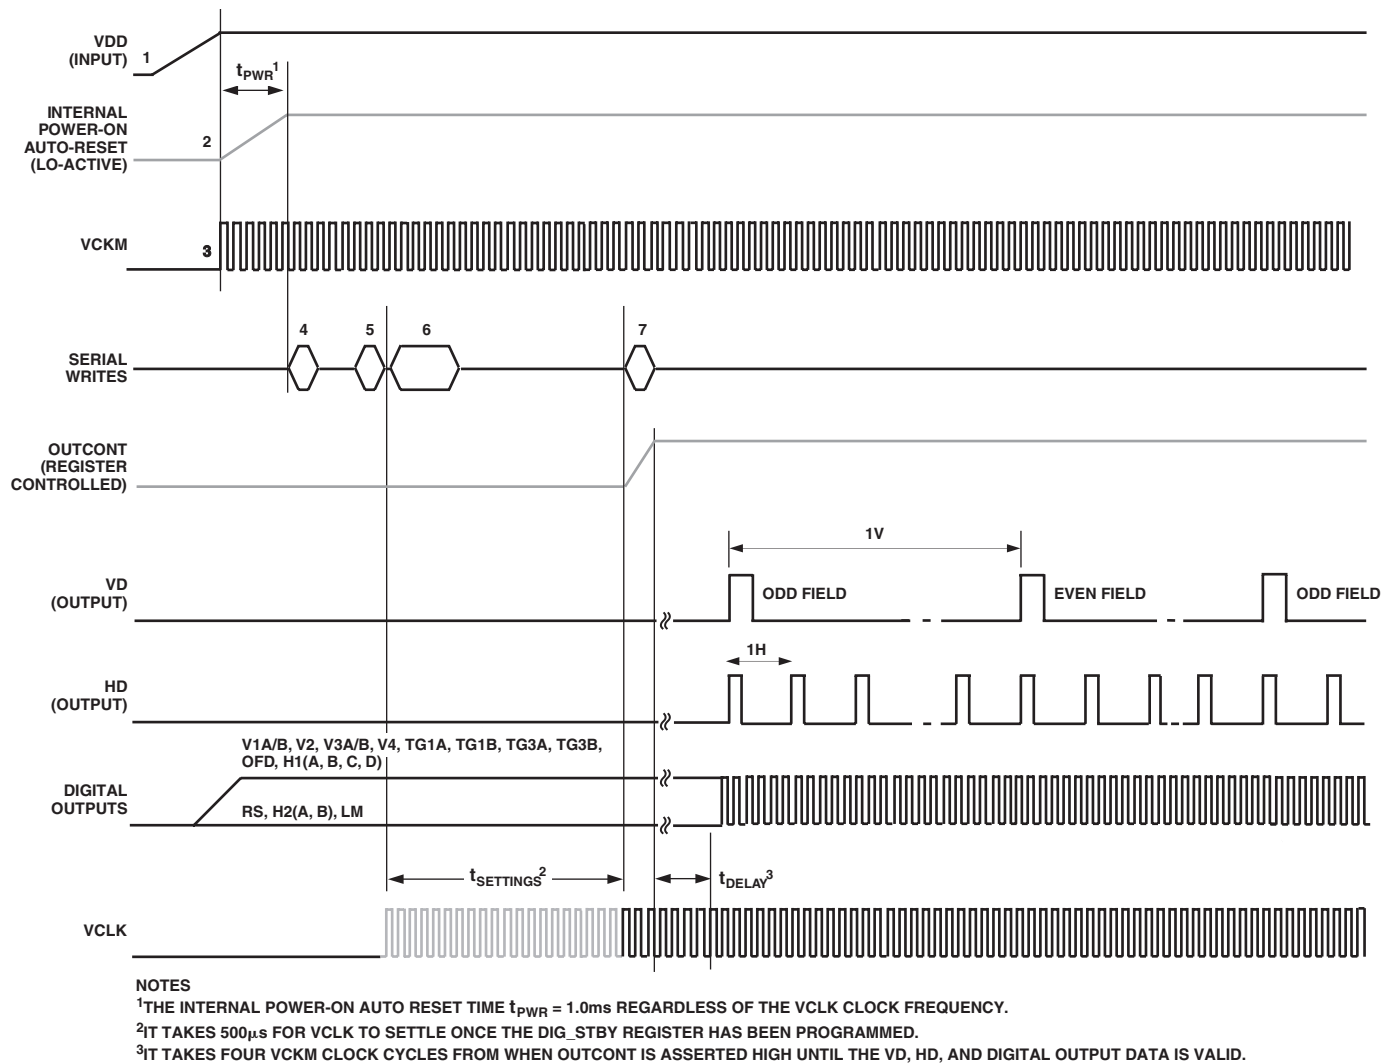 VDD
(INPUT)
1
tPWR1
INTERNAL
POWER-ON
AUTO-RESET
(LO-ACTIVE)
2
VCKM
3
4
5
6
7
SERIAL
WRITES
OUTCONT
(REGISTER
CONTROLLED)
1V
VD
(OUTPUT)
ODD FIELD
EVEN FIELD
ODD FIELD
1H
HD
(OUTPUT)
V1A/B, V2, V3A/B, V4, TG1A, TG1B, TG3A, TG3B,
OFD, H1(A, B, C, D)
DIGITAL
OUTPUTS
RS, H2(A, B), LM
tSETTINGS2
tDELAY3
VCLK
NOTES
1THE INTERNAL POWER-ON AUTO RESET TIME tPWR = 1.0ms REGARDLESS OF THE VCLK CLOCK FREQUENCY.
2IT TAKES 500μs FOR VCLK TO SETTLE ONCE THE DIG_STBY REGISTER HAS BEEN PROGRAMMED.
3IT TAKES FOUR VCKM CLOCK CYCLES FROM WHEN OUTCONT IS ASSERTED HIGH UNTIL THE VD, HD, AND DIGITAL OUTPUT DATA IS VALID.